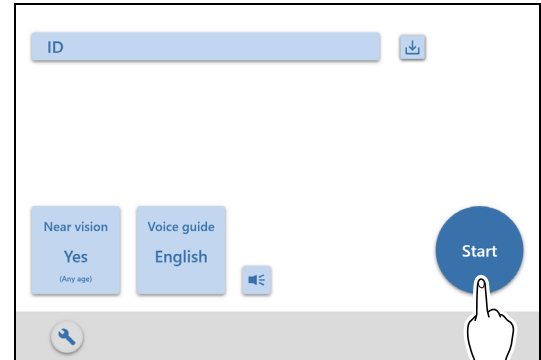 ID
Near vision
Yes
(Any age)
Voice guide
English
Start